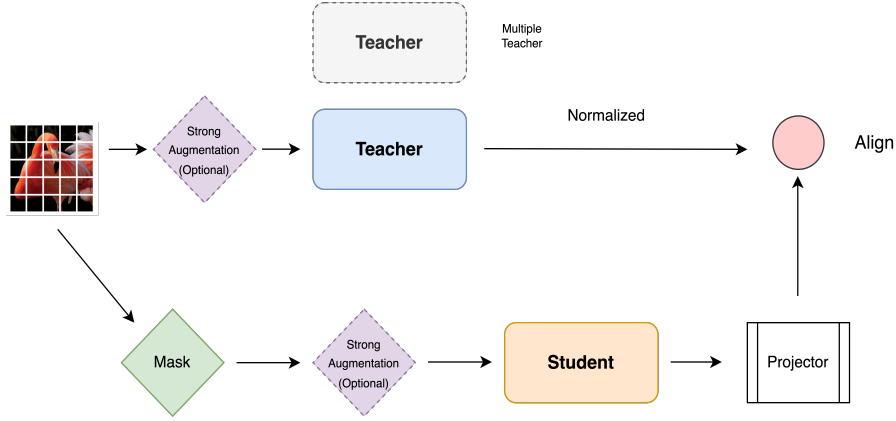 Teacher
Multiple
Teacher
Strong
Augmentation
(Optional)
Teacher
Normalized
Align
Mask
Strong
Augmentation
(Optional)
Student
Projector